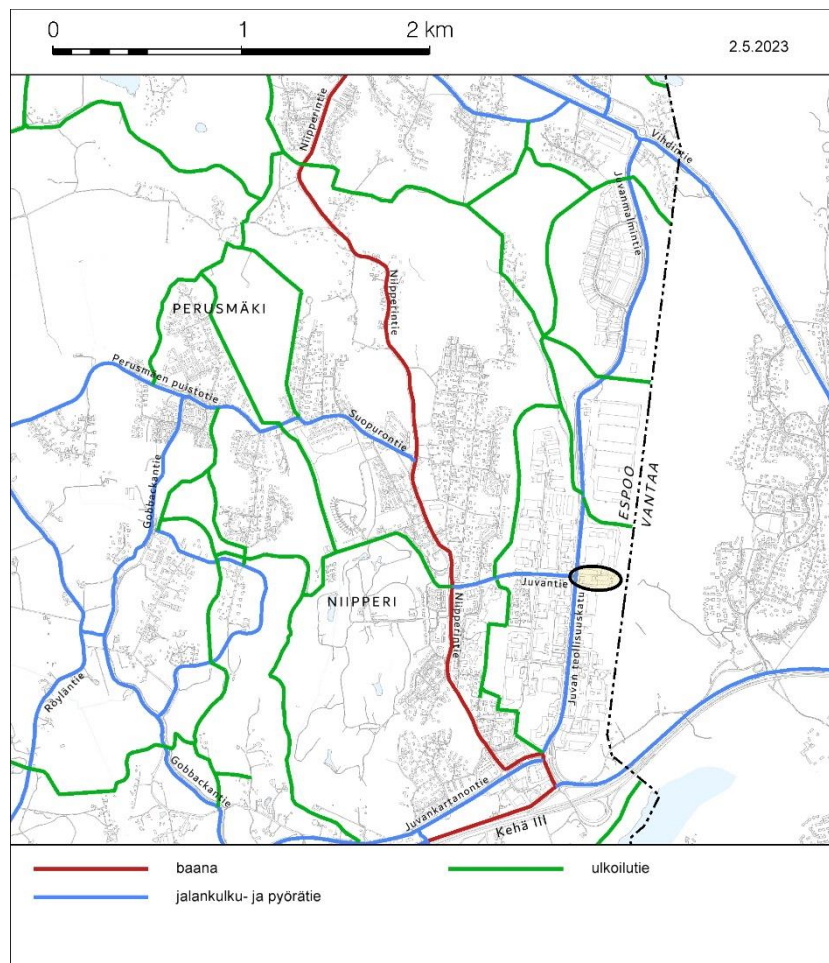 0 1 2 km
2.5.2023
Niipperintie
Vihdintie
Juvanmalmintie
Niipperintie
PERUSMÄKI
Perusmäen puistotie
Suopurontie
Gobbackantie
ESPOO
VANTAA
Juvantie
NIIPPERI
Niipperintie
Juvan teollisuuskatu
Röyläntie
Gobbackantie
Juvankartanontie
Kehä III
baana
ulkoilutie
jalankulku- ja pyörätie